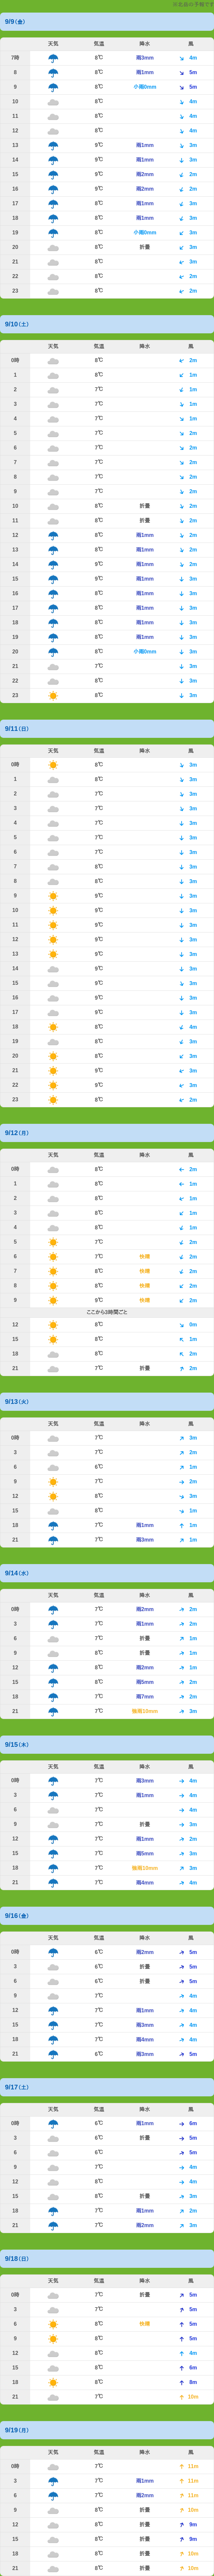 ※北岳の予報です
9/9(金)
天気 気温 降水 風
7時 8℃ 雨3mm 4m
8 8℃ 雨1mm 5m
9 8℃ 小雨0mm 5m
10 8℃ 4m
11 8℃ 4m
12 8℃ 4m
13 9℃ 雨1mm 3m
14 9℃ 雨1mm 3m
15 9℃ 雨2mm 2m
16 9℃ 雨2mm 2m
17 8℃ 雨1mm 3m
18 8℃ 雨1mm 3m
19 8℃ 小雨0mm 3m
20 8℃ 折畳 3m
21 8℃ 3m
22 8℃ 2m
23 8℃ 2m
9/10(土)
天気 気温 降水 風
0時 8℃ 2m
1 8℃ 1m
2 7℃ 1m
3 7℃ 1m
4 7℃ 1m
5 7℃ 2m
6 7℃ 2m
7 7℃ 2m
8 7℃ 2m
9 7℃ 2m
10 8℃ 折畳 2m
11 8℃ 折畳 2m
12 8℃ 雨1mm 2m
13 8℃ 雨1mm 2m
14 9℃ 雨1mm 2m
15 9℃ 雨1mm 3m
16 8℃ 雨1mm 3m
17 8℃ 雨1mm 3m
18 8℃ 雨1mm 3m
19 8℃ 雨1mm 3m
20 8℃ 小雨0mm 3m
21 7℃ 3m
22 8℃ 3m
23 8℃ 3m
9/11(日)
天気 気温 降水 風
0時 8℃ 3m
1 8℃ 3m
2 7℃ 3m
3 7℃ 3m
4 7℃ 3m
5 7℃ 3m
6 7℃ 3m
7 8℃ 3m
8 8℃ 3m
9 9℃ 3m
10 9℃ 3m
11 9℃ 3m
12 9℃ 3m
13 9℃ 3m
14 9℃ 3m
15 9℃ 3m
16 9℃ 3m
17 9℃ 3m
18 8℃ 4m
19 8℃ 3m
20 8℃ 3m
21 9℃ 3m
22 9℃ 3m
23 8℃ 2m
9/12(月)
天気 気温 降水 風
0時 8℃ 2m
1 8℃ 1m
2 8℃ 1m
3 8℃ 1m
4 8℃ 1m
5 7℃ 2m
6 7℃ 快晴 2m
7 8℃ 快晴 2m
8 8℃ 快晴 2m
9 9℃ 快晴 2m
ここから3時間ごと
12 8℃ 0m
15 8℃ 1m
18 8℃ 2m
21 7℃ 折畳 2m
9/13(火)
天気 気温 降水 風
0時 7℃ 3m
3 7℃ 2m
6 6℃ 1m
9 7℃ 2m
12 8℃ 3m
15 8℃ 1m
18 7℃ 雨1mm 1m
21 7℃ 雨3mm 1m
9/14(水)
天気 気温 降水 風
0時 7℃ 雨2mm 2m
3 7℃ 雨1mm 2m
6 7℃ 折畳 1m
9 8℃ 折畳 1m
12 8℃ 雨2mm 1m
15 8℃ 雨5mm 2m
18 7℃ 雨7mm 2m
21 7℃ 強雨10mm 3m
9/15(木)
天気 気温 降水 風
0時 7℃ 雨3mm 4m
3 7℃ 雨1mm 4m
6 7℃ 4m
9 7℃ 折畳 3m
12 7℃ 雨1mm 2m
15 7℃ 雨5mm 3m
18 7℃ 強雨10mm 3m
21 7℃ 雨4mm 4m
9/16(金)
天気 気温 降水 風
0時 6℃ 雨2mm 5m
3 6℃ 折畳 5m
6 6℃ 折畳 5m
9 7℃ 4m
12 7℃ 雨1mm 4m
15 7℃ 雨3mm 4m
18 7℃ 雨4mm 4m
21 6℃ 雨3mm 5m
9/17(土)
天気 気温 降水 風
0時 6℃ 雨1mm 6m
3 6℃ 折畳 5m
6 6℃ 5m
9 7℃ 4m
12 8℃ 4m
15 8℃ 折畳 3m
18 7℃ 雨1mm 2m
21 7℃ 雨2mm 3m
9/18(日)
天気 気温 降水 風
0時 7℃ 折畳 5m
3 7℃ 5m
6 8℃ 快晴 5m
9 8℃ 5m
12 8℃ 4m
15 8℃ 6m
18 8℃ 8m
21 7℃ 10m
9/19(月)
天気 気温 降水 風
0時 7℃ 11m
3 7℃ 雨1mm 11m
6 7℃ 雨2mm 11m
9 8℃ 折畳 10m
12 8℃ 折畳 9m
15 8℃ 折畳 9m
18 8℃ 折畳 10m
21 8℃ 折畳 10m